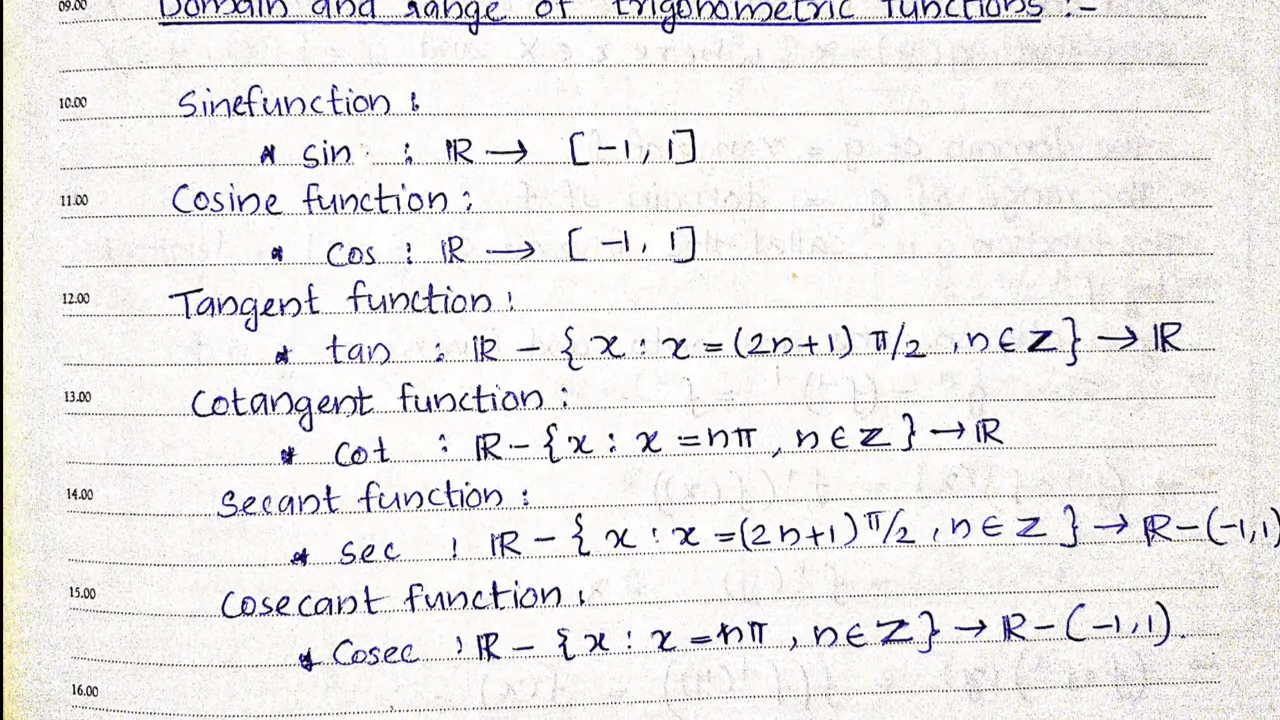 09.00 Domain and range of trigonometric functions :-
10.00 Sinefunction :
* sin : ℝ → [-1, 1]
11.00 Cosine function :
* cos : ℝ → [-1, 1]
12.00 Tangent function :
* tan : ℝ - { x : x = (2n+1) π/2 , n ∈ Z } → ℝ
13.00 Cotangent function :
* cot : ℝ - { x : x = nπ , n ∈ Z } → ℝ
14.00 Secant function :
* sec : ℝ - { x : x = (2n+1) π/2 , n ∈ Z } → ℝ - (-1, 1)
15.00 Cosecant function :
* Cosec : ℝ - { x : x = nπ , n ∈ Z } → ℝ - (-1, 1).
16.00